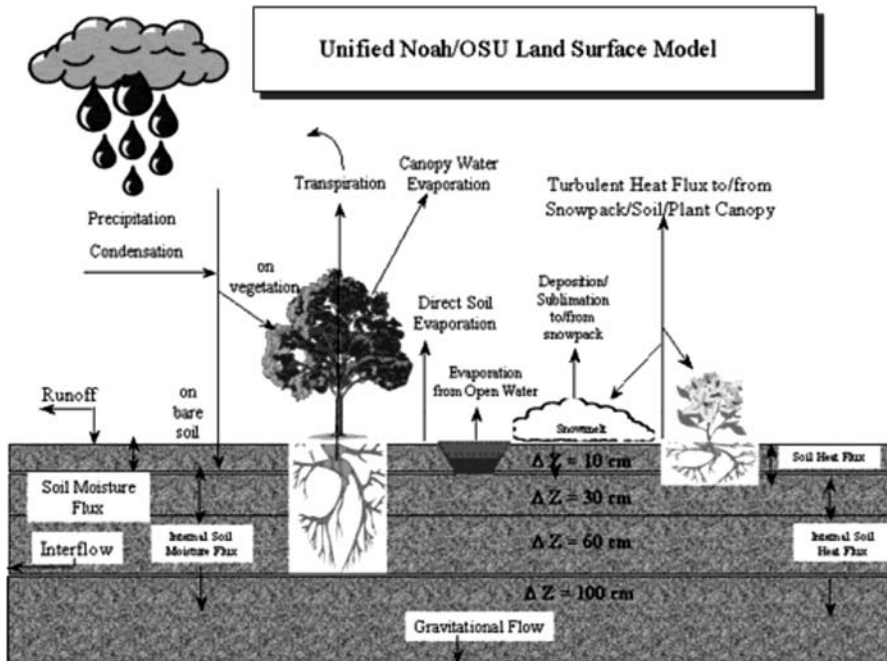 Unified Noah/OSU Land Surface Model
Transpiration
Canopy Water
Evaporation
Turbulent Heat Flux to/from
Snowpack/Soil/Plant Canopy
Precipitation
Condensation
on
vegetation
Direct Soil
Evaporation
Deposition/
Sublimation
to/from
snowpack
Evaporation
from Open Water
Runoff
on
bare
soil
Snowmelt
Δ Z = 10 cm
Soil Heat Flux
Soil Moisture
Flux
Δ Z = 30 cm
Internal Soil
Moisture Flux
Δ Z = 60 cm
Internal Soil
Heat Flux
Interflow
Δ Z = 100 cm
Gravitational Flow